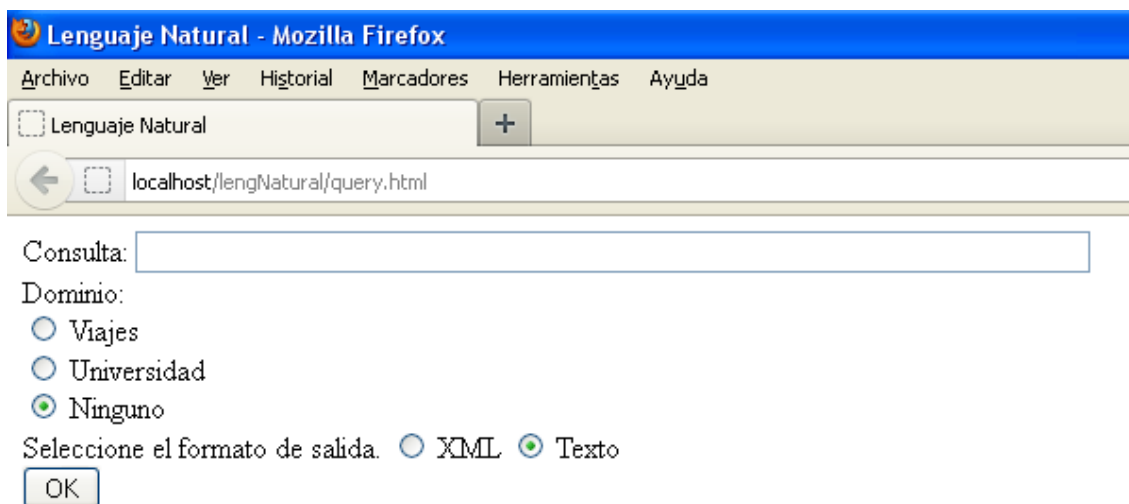 Lenguaje Natural - Mozilla Firefox
Archivo Editar Ver Historial Marcadores Herramientas Ayuda
Lenguaje Natural +
localhost/lengNatural/query.html
Consulta:
Dominio:
Viajes
Universidad
Ninguno
Seleccione el formato de salida. XML Texto
OK